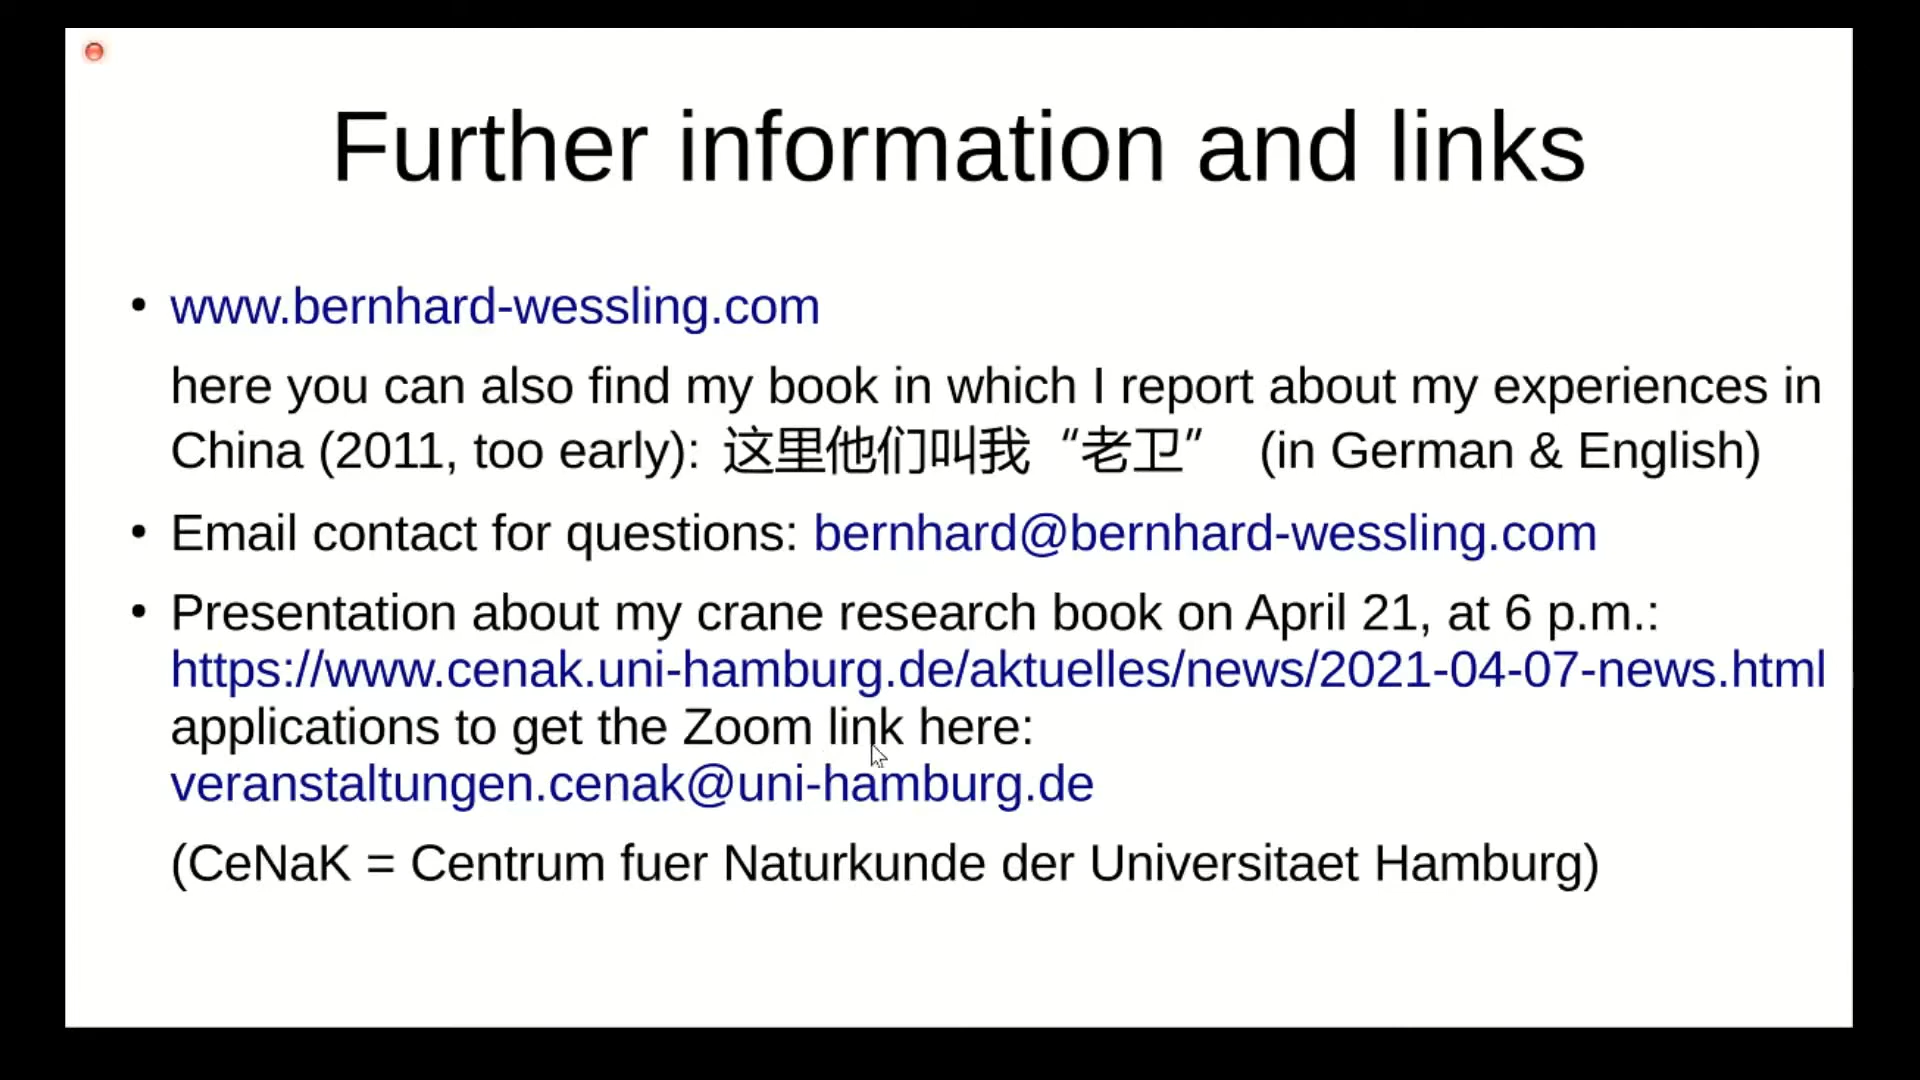 Further information and links
• www.bernhard-wessling.com
here you can also find my book in which I report about my experiences in
China (2011, too early): 这里他们叫我“老卫” (in German & English)
• Email contact for questions: bernhard@bernhard-wessling.com
• Presentation about my crane research book on April 21, at 6 p.m.:
https://www.cenak.uni-hamburg.de/aktuelles/news/2021-04-07-news.html
applications to get the Zoom link here:
veranstaltungen.cenak@uni-hamburg.de
(CeNaK = Centrum fuer Naturkunde der Universitaet Hamburg)